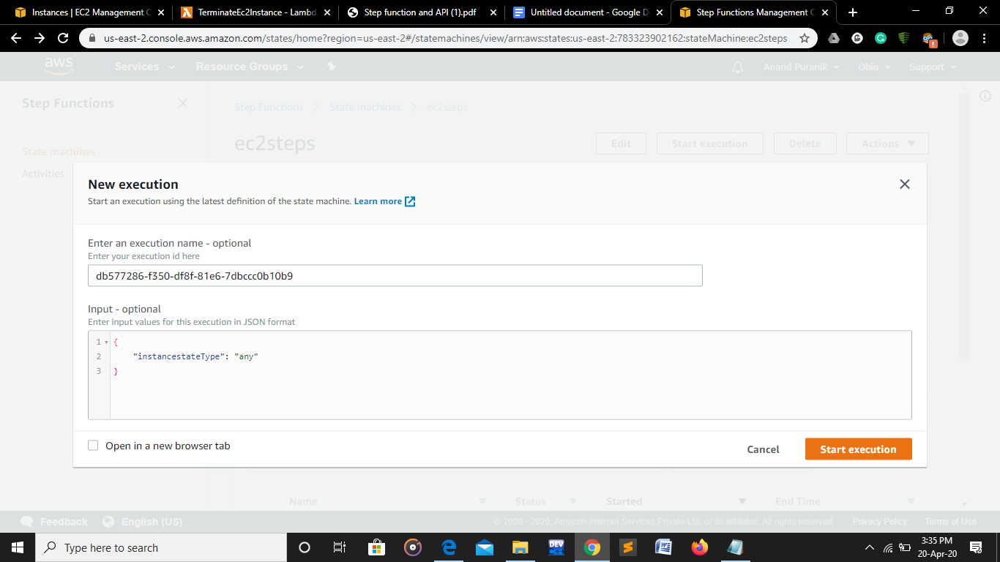 Instances | EC2 Management C
TerminateEc2Instance - Lambd
Step function and API (1).pdf
Untitled document - Google D
Step Functions Management C
us-east-2.console.aws.amazon.com/states/home?region=us-east-2#/statemachines/view/arn:aws:states:us-east-2:783323902162:stateMachine:ec2steps
aws
Services
Resource Groups
Anand Puranik
Ohio
Support
Step Functions
Step Functions
State machines
ec2steps
ec2steps
Edit
Start execution
Delete
Actions
State machines
Activities
New execution
Start an execution using the latest definition of the state machine. Learn more
Enter an execution name - optional
Enter your execution id here
db577286-f350-df8f-81e6-7dbccc0b10b9
Input - optional
Enter input values for this execution in JSON format
1 {
2 "instancestateType": "any"
3 }
Open in a new browser tab
Cancel
Start execution
Name
Status
Started
End Time
Feedback
English (US)
© 2008 - 2020, Amazon Internet Services Private Ltd. or its affiliates. All rights reserved.
Privacy Policy
Terms of Use
Type here to search
DEV
3:35 PM
20-Apr-20